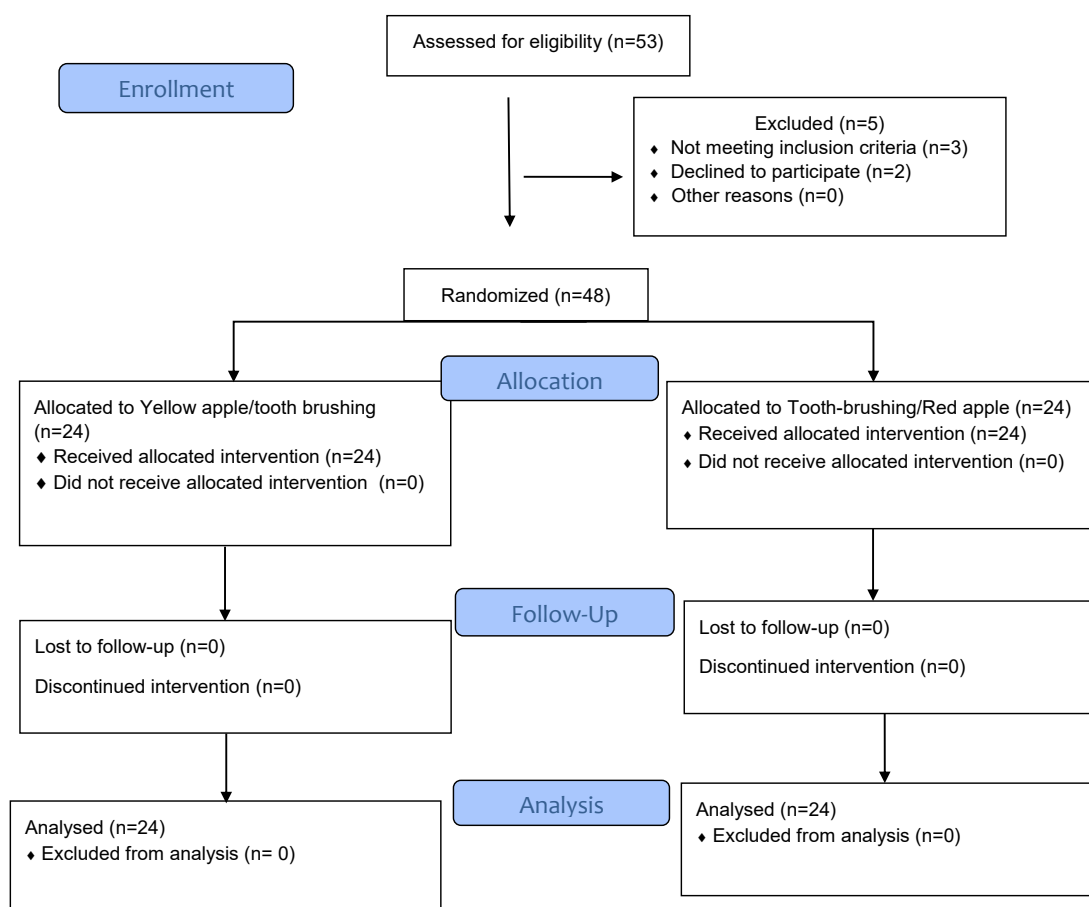 Assessed for eligibility (n=53)
Enrollment
Excluded (n=5)
♦ Not meeting inclusion criteria (n=3)
♦ Declined to participate (n=2)
♦ Other reasons (n=0)
Randomized (n=48)
Allocation
Allocated to Yellow apple/tooth brushing
(n=24)
♦ Received allocated intervention (n=24)
♦ Did not receive allocated intervention (n=0)
Allocated to Tooth-brushing/Red apple (n=24)
♦ Received allocated intervention (n=24)
♦ Did not receive allocated intervention (n=0)
Follow-Up
Lost to follow-up (n=0)
Discontinued intervention (n=0)
Lost to follow-up (n=0)
Discontinued intervention (n=0)
Analysis
Analysed (n=24)
♦ Excluded from analysis (n= 0)
Analysed (n=24)
♦ Excluded from analysis (n=0)